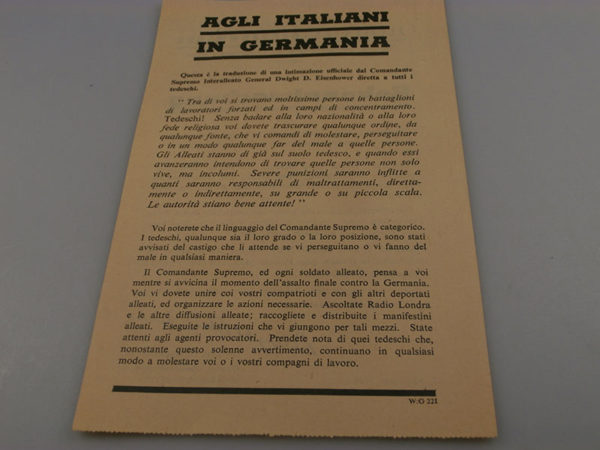 AGLI ITALIANI
IN GERMANIA
Questa è la traduzione di una intimazione ufficiale dal Comandante
Supremo Interalleato General Dwight D. Eisenhower diretta a tutti i
tedeschi.
“ Tra di voi si trovano moltissime persone in battaglioni
di lavoratori forzati ed in campi di concentramento.
Tedeschi! Senza badare alla loro nazionalità o alla loro
fede religiosa voi dovete trascurare qualunque ordine, da
qualunque fonte, che vi comandi di molestare, perseguitare
o in un modo qualunque far del male a quelle persone.
Gli Alleati stanno di già sul suolo tedesco, e quando essi
avanzeranno intendono di trovare quelle persone non solo
vive, ma incolumi. Severe punizioni saranno inflitte a
quanti saranno responsabili di maltrattamenti, diretta-
mente o indirettamente, su grande o su piccola scala.
Le autorità stiano bene attente! ”
Voi noterete che il linguaggio del Comandante Supremo è categorico.
I tedeschi, qualunque sia il loro grado o la loro posizione, sono stati
avvisati del castigo che li attende se vi perseguitano o vi fanno del
male in qualsiasi maniera.
Il Comandante Supremo, ed ogni soldato alleato, pensa a voi
mentre si avvicina il momento dell'assalto finale contro la Germania.
Voi vi dovete unire coi vostri compatrioti e con gli altri deportati
alleati, ed organizzare le azioni necessarie. Ascoltate Radio Londra
e le altre diffusioni alleate; raccogliete e distribuite i manifestini
alleati. Eseguite le istruzioni che vi giungono per tali mezzi. State
attenti agli agenti provocatori. Prendete nota di quei tedeschi che,
nonostante questo solenne avvertimento, continuano in qualsiasi
modo a molestare voi o i vostri compagni di lavoro.
W.G 221